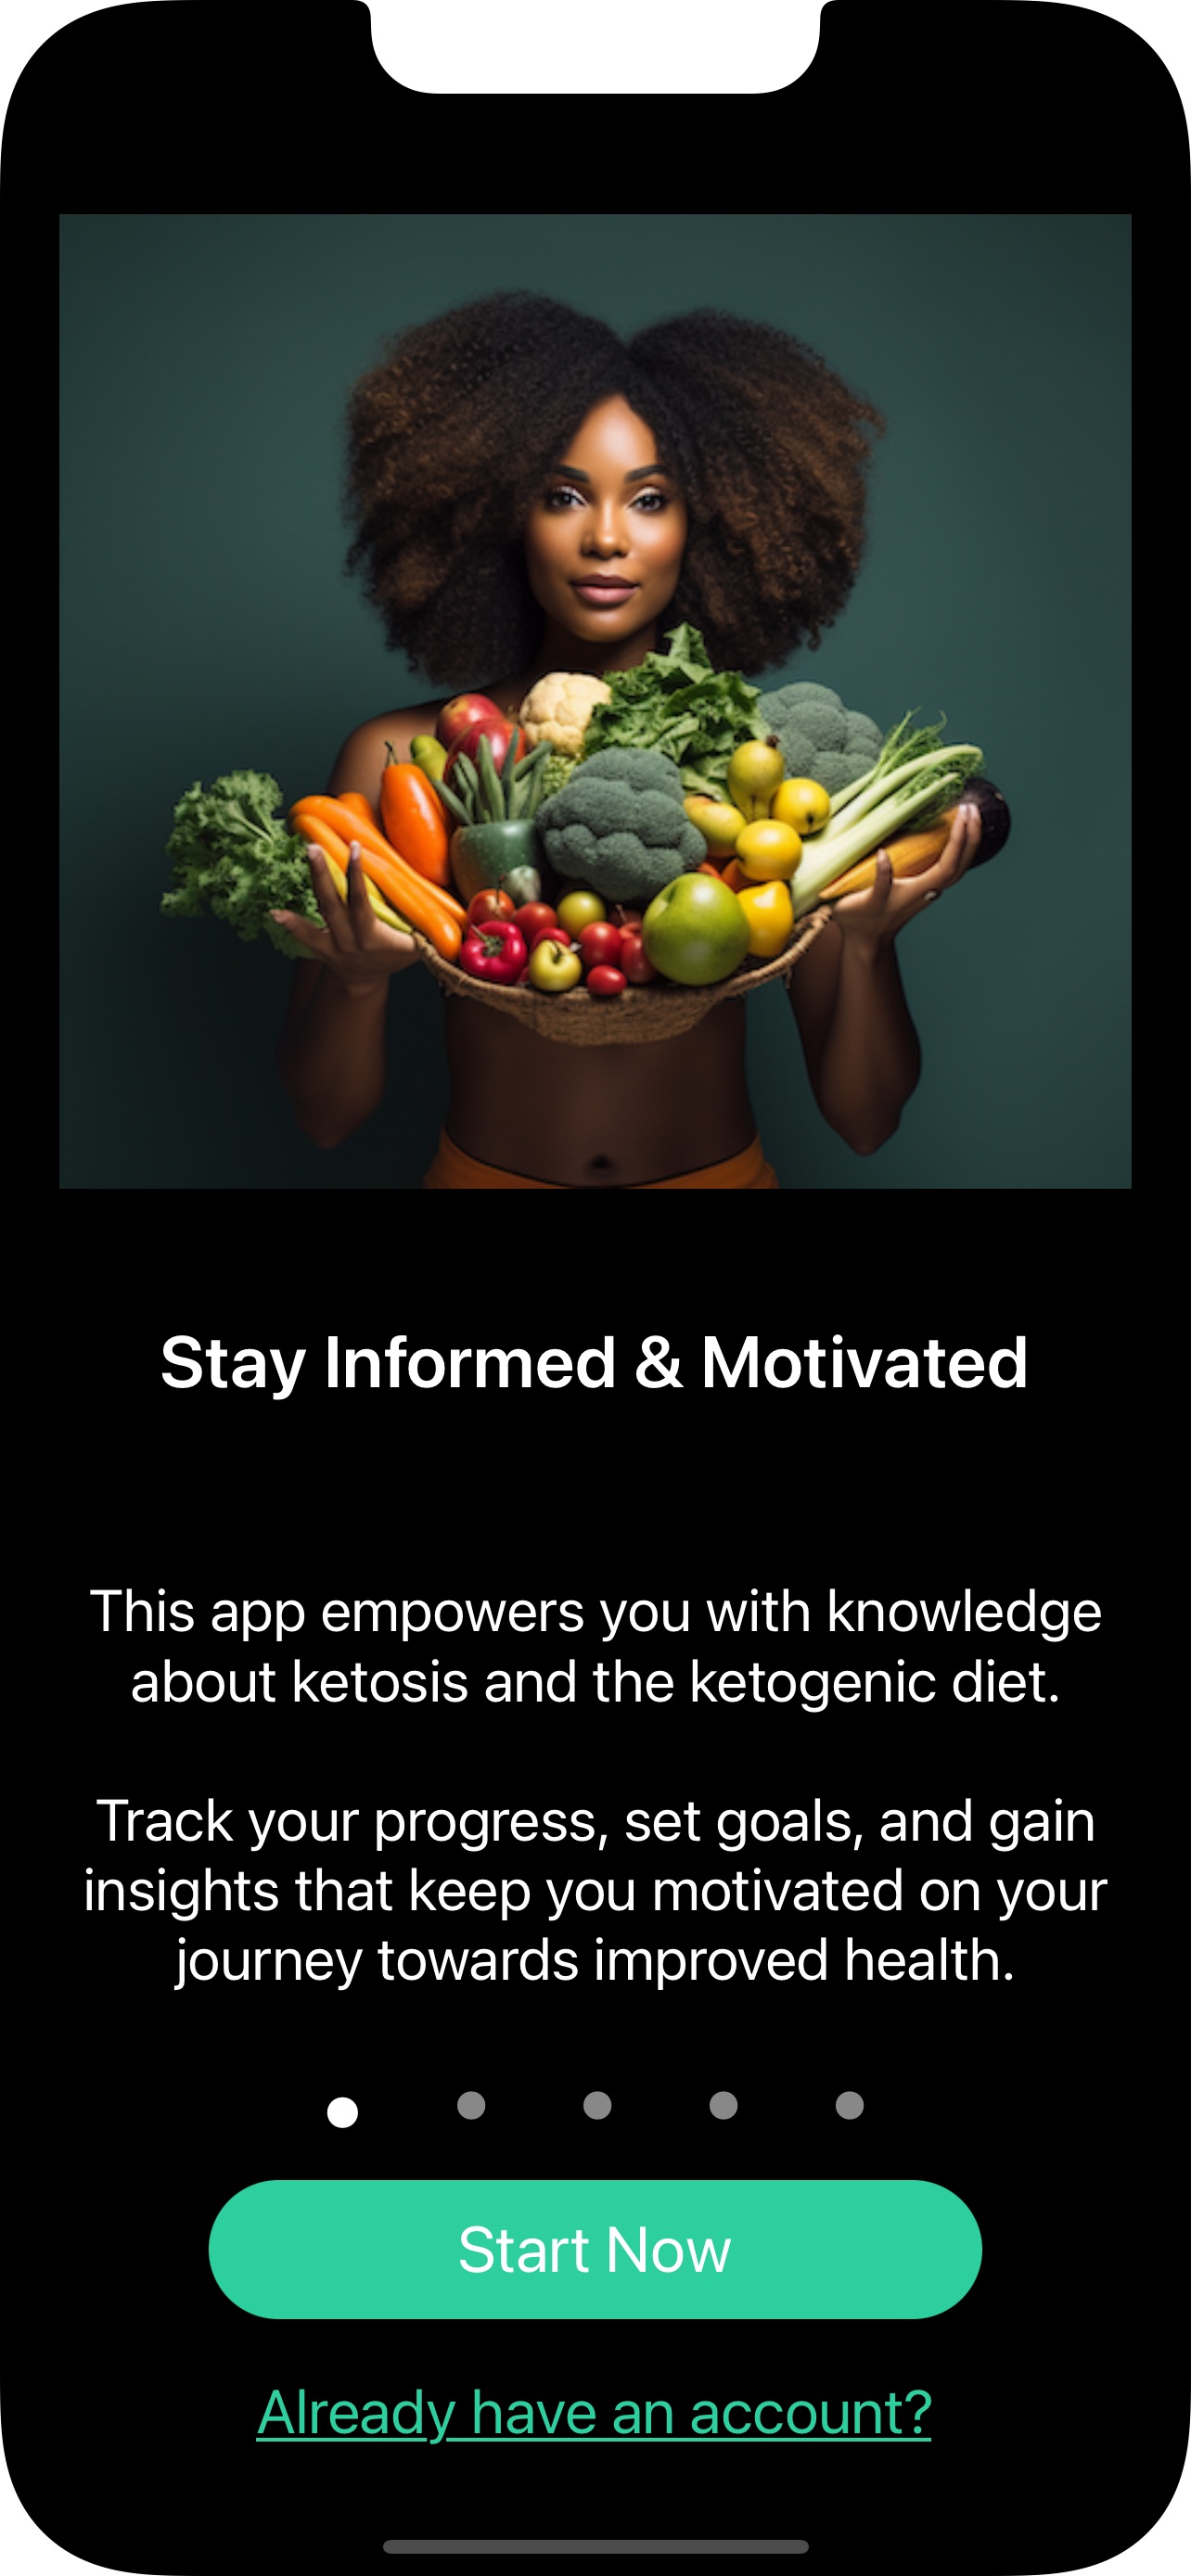 Stay Informed & Motivated
This app empowers you with knowledge
about ketosis and the ketogenic diet.
Track your progress, set goals, and gain
insights that keep you motivated on your
journey towards improved health.
Start Now
Already have an account?